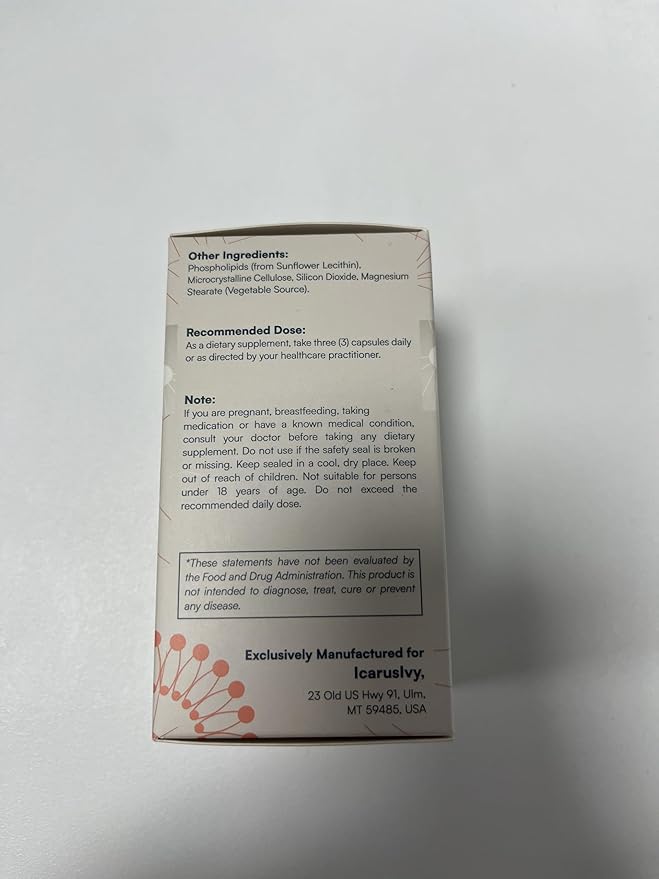 Other Ingredients:
Phospholipids (from Sunflower Lecithin),
Microcrystalline Cellulose, Silicon Dioxide, Magnesium
Stearate (Vegetable Source).
Recommended Dose:
As a dietary supplement, take three (3) capsules daily
or as directed by your healthcare practitioner.
Note:
If you are pregnant, breastfeeding, taking
medication or have a known medical condition,
consult your doctor before taking any dietary
supplement. Do not use if the safety seal is broken
or missing. Keep sealed in a cool, dry place. Keep
out of reach of children. Not suitable for persons
under 18 years of age. Do not exceed the
recommended daily dose.
*These statements have not been evaluated by
the Food and Drug Administration. This product is
not intended to diagnose, treat, cure or prevent
any disease.
Exclusively Manufactured for
IcarusIvy,
23 Old US Hwy 91, Ulm,
MT 59485, USA